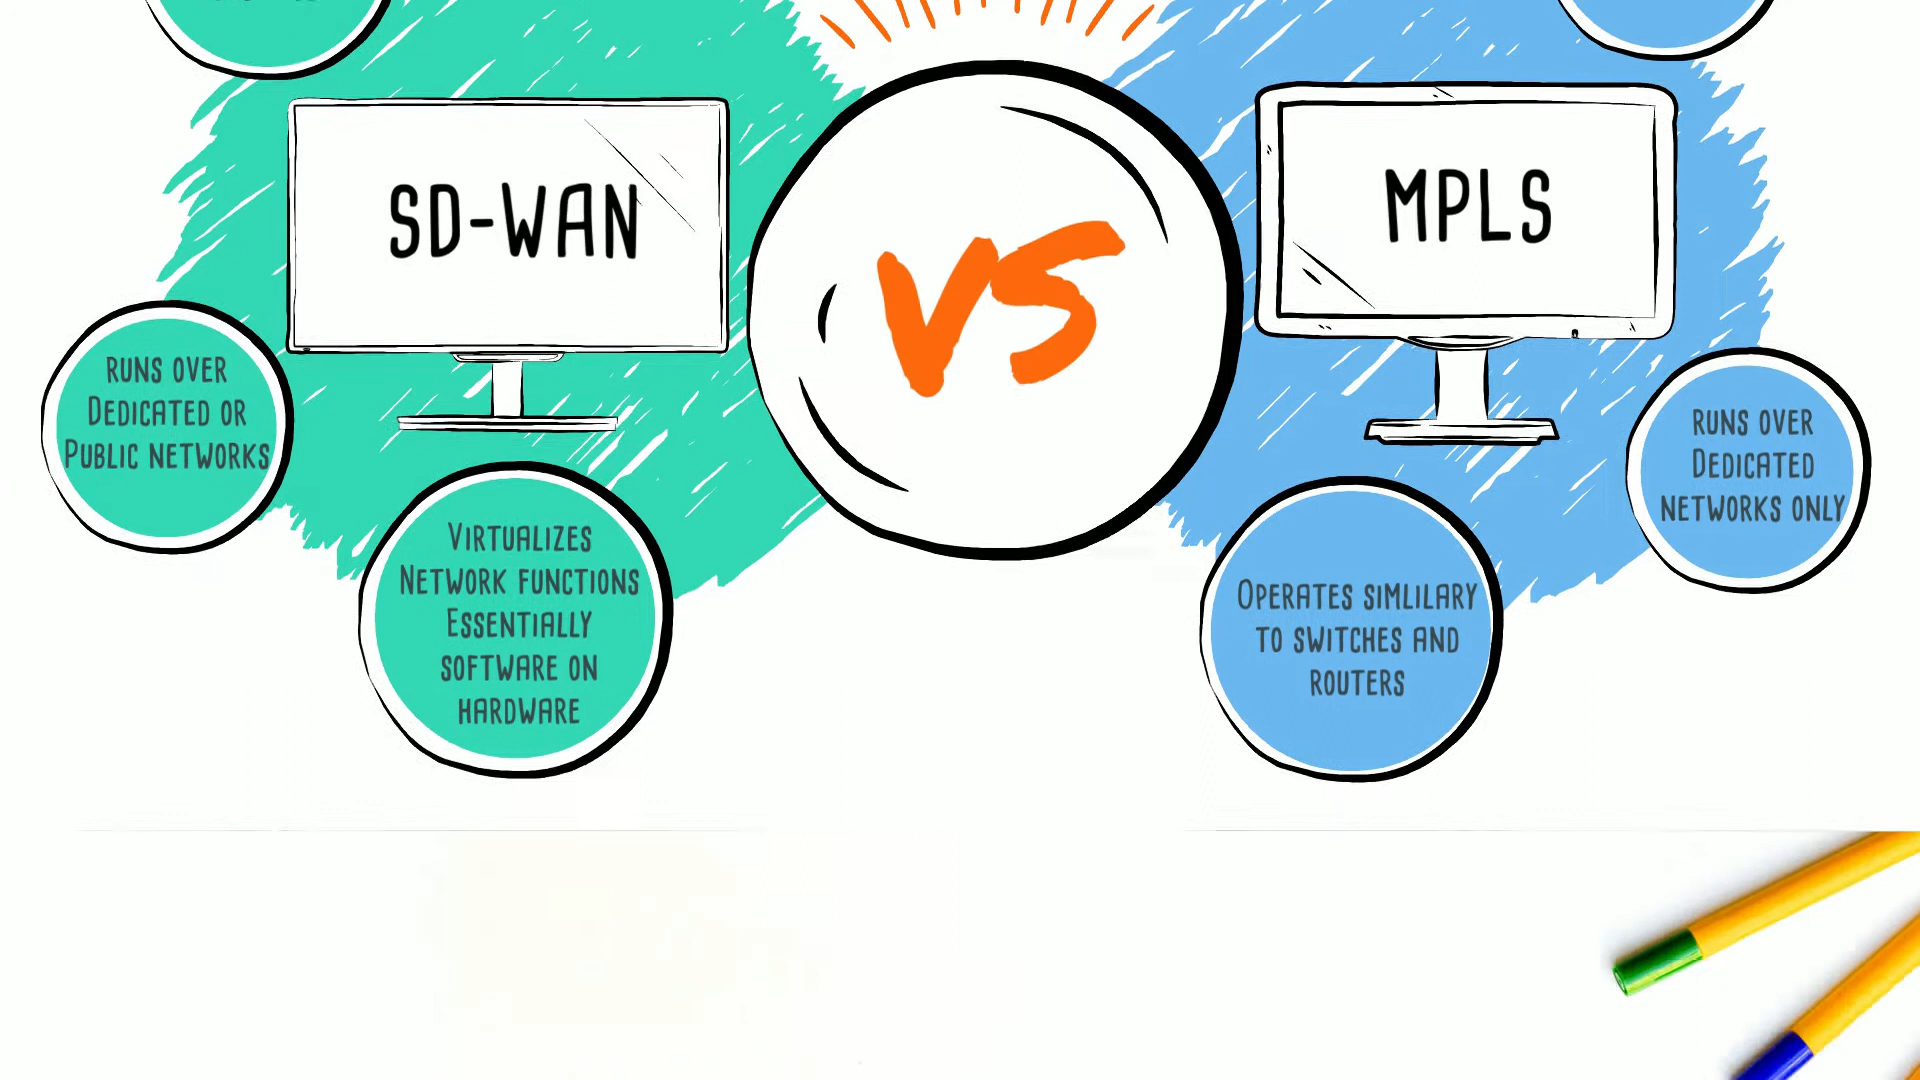 SD-WAN
VS
MPLS
RUNS OVER
DEDICATED OR
PUBLIC NETWORKS
VIRTUALIZES
NETWORK FUNCTIONS
ESSENTIALLY
SOFTWARE ON
HARDWARE
OPERATES SIMLILARY
TO SWITCHES AND
ROUTERS
RUNS OVER
DEDICATED
NETWORKS ONLY